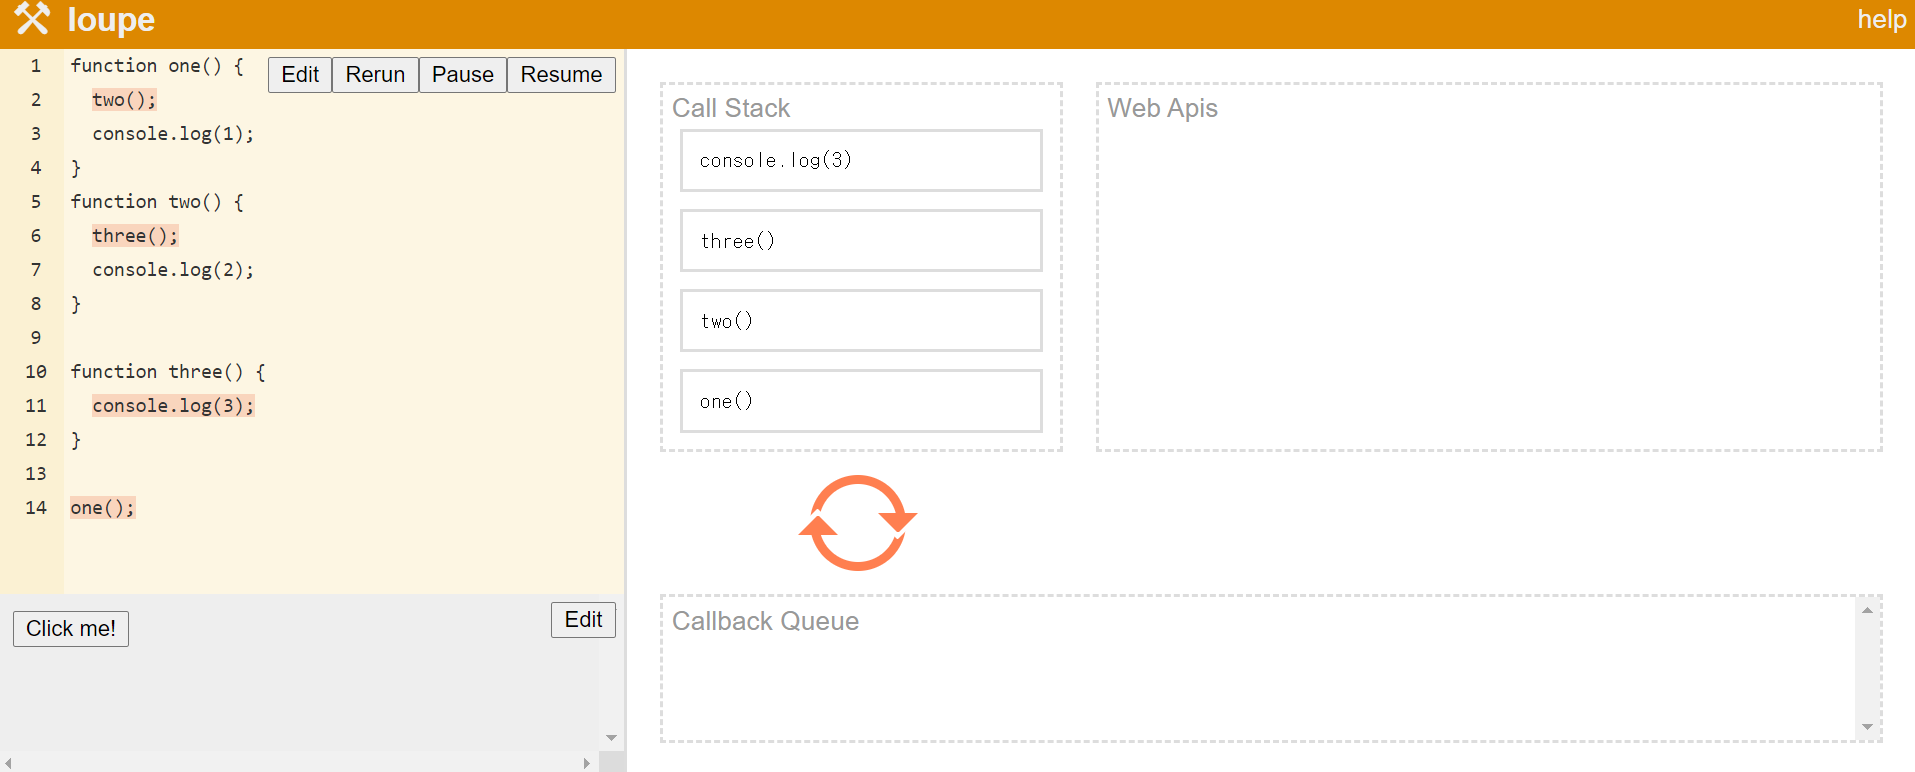 loupe
help
Edit Rerun Pause Resume
1 function one() {
2   two();
3   console.log(1);
4 }
5 function two() {
6   three();
7   console.log(2);
8 }
9
10 function three() {
11   console.log(3);
12 }
13
14 one();
Click me!
Edit
Call Stack
console.log(3)
three()
two()
one()
Web Apis
Callback Queue